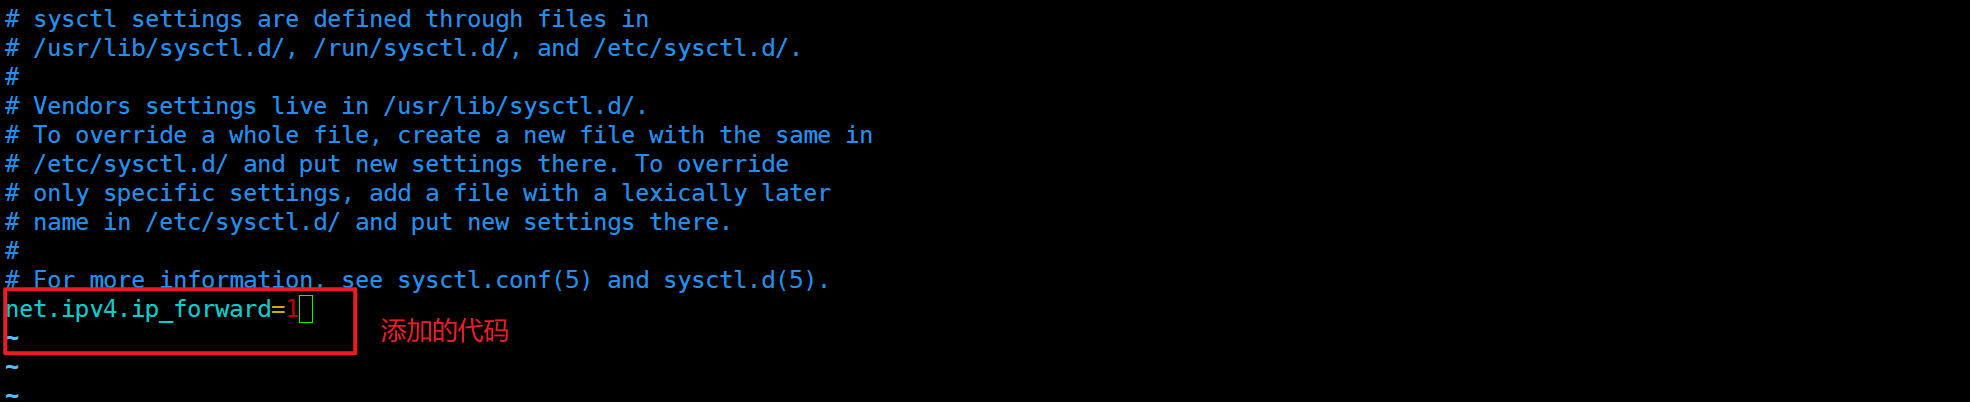 # sysctl settings are defined through files in
# /usr/lib/sysctl.d/, /run/sysctl.d/, and /etc/sysctl.d/.
#
# Vendors settings live in /usr/lib/sysctl.d/.
# To override a whole file, create a new file with the same in
# /etc/sysctl.d/ and put new settings there. To override
# only specific settings, add a file with a lexically later
# name in /etc/sysctl.d/ and put new settings there.
#
# For more information, see sysctl.conf(5) and sysctl.d(5).
net.ipv4.ip_forward=1
~
添加的代码
~
~